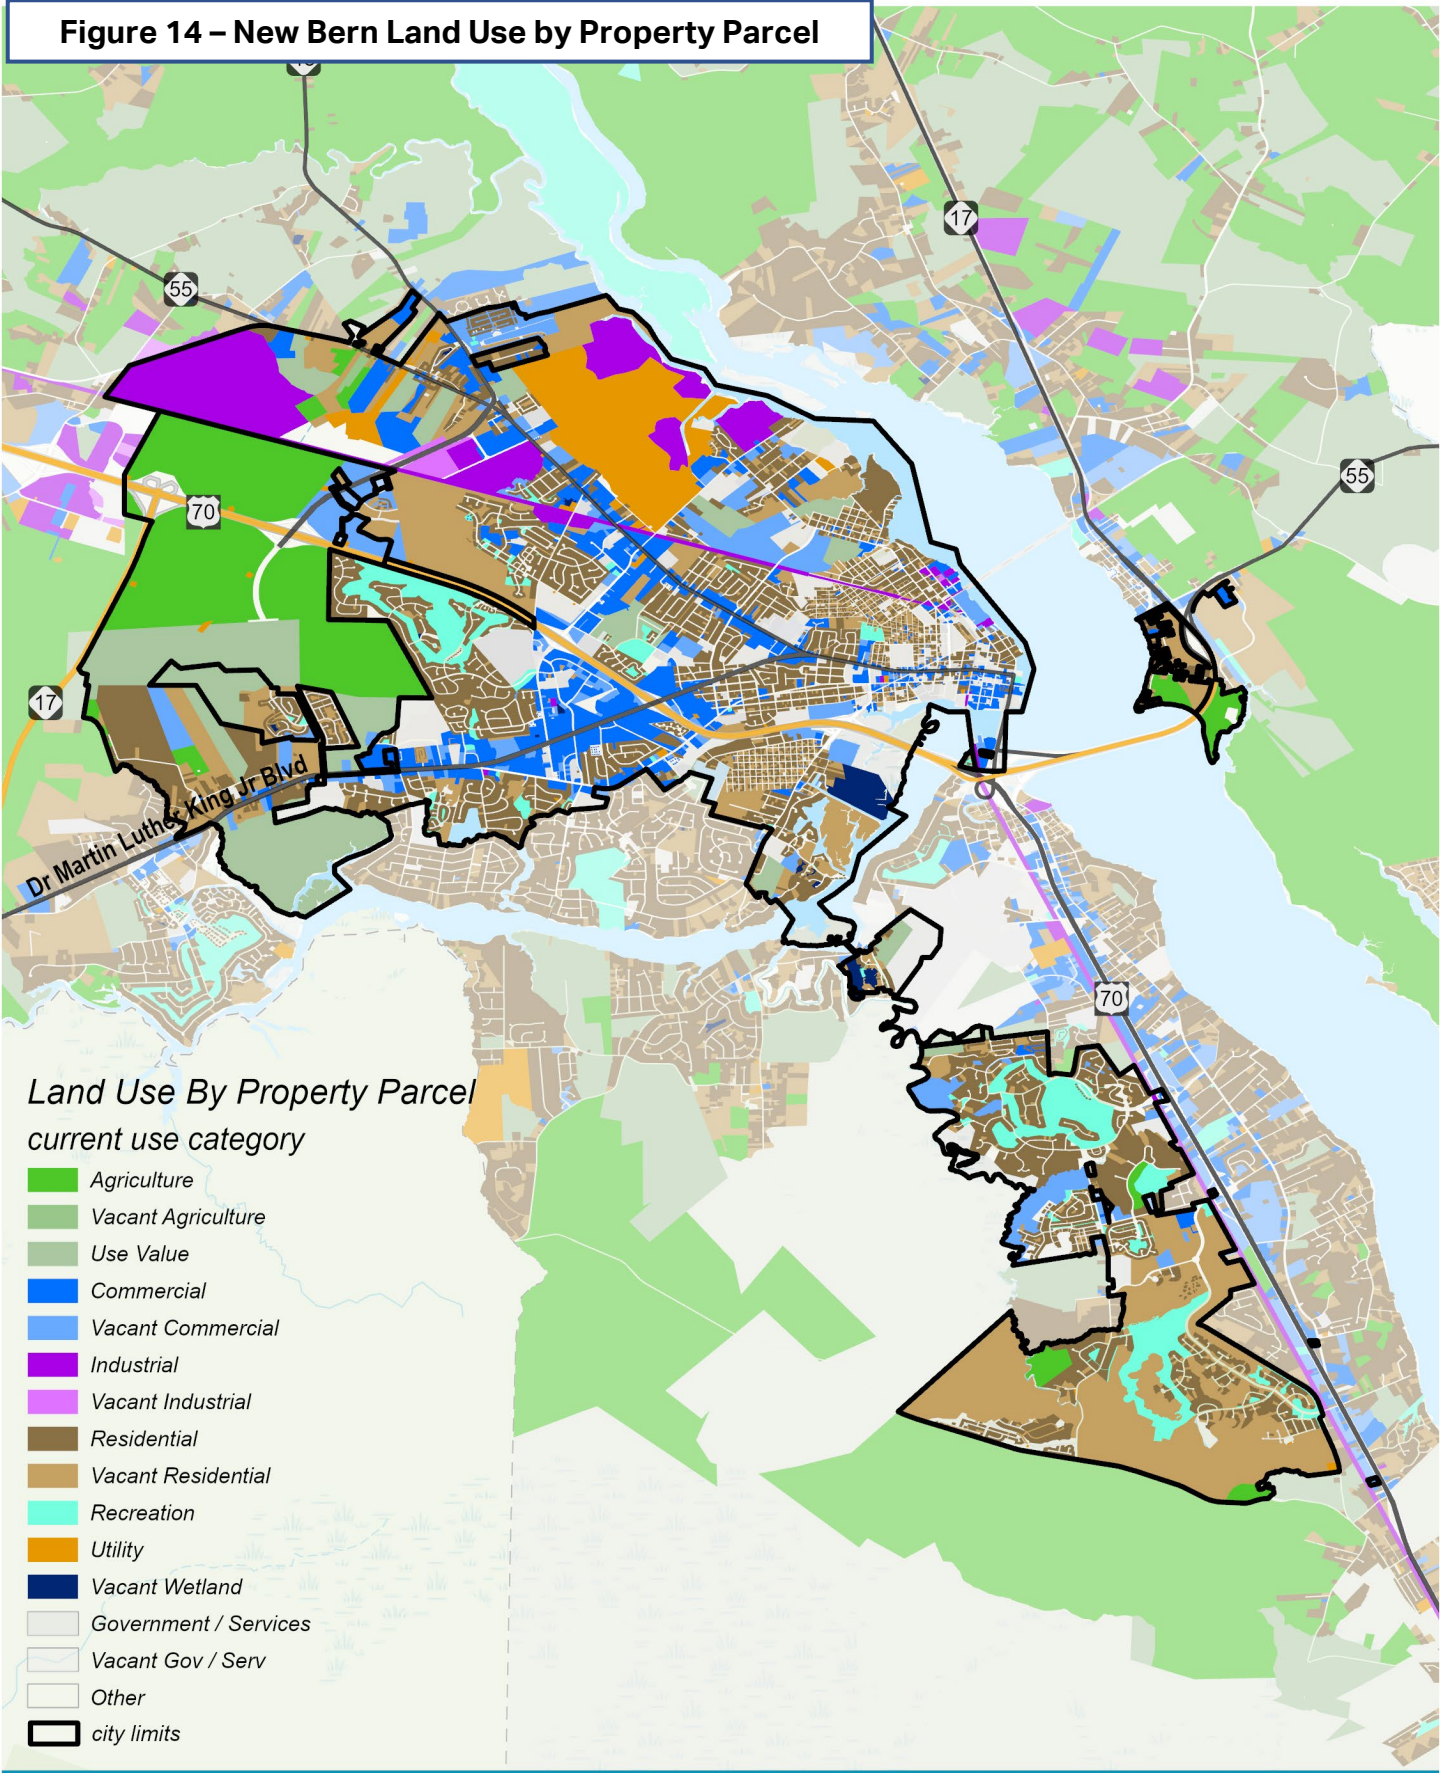 Figure 14 – New Bern Land Use by Property Parcel
17
55
55
70
17
Dr Martin Luther King Jr Blvd
70
Land Use By Property Parcel
current use category
Agriculture
Vacant Agriculture
Use Value
Commercial
Vacant Commercial
Industrial
Vacant Industrial
Residential
Vacant Residential
Recreation
Utility
Vacant Wetland
Government / Services
Vacant Gov / Serv
Other
city limits